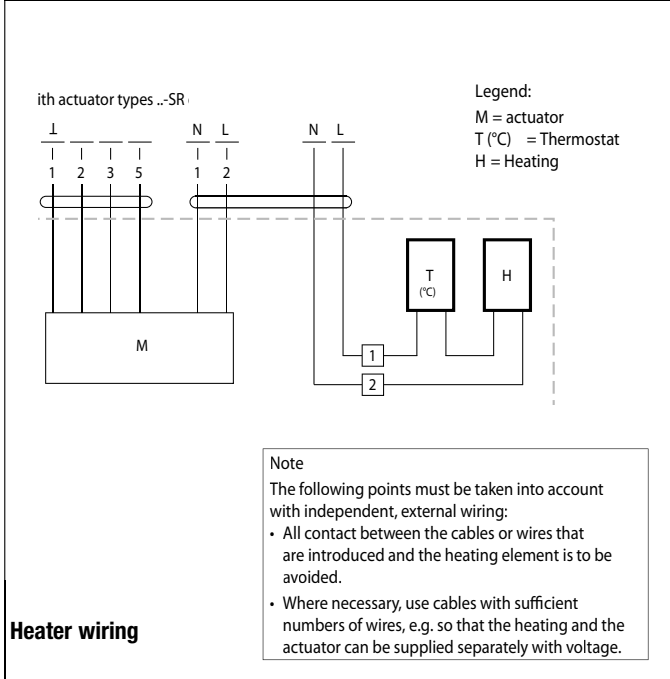 ith actuator types ..-SR
Legend:
M = actuator
T (°C) = Thermostat
H = Heating
⊥ N L N L
1 2 3 5 1 2
T
(°C)
H
M
1
2
Note
The following points must be taken into account
with independent, external wiring:
• All contact between the cables or wires that
are introduced and the heating element is to be
avoided.
• Where necessary, use cables with sufficient
numbers of wires, e.g. so that the heating and the
actuator can be supplied separately with voltage.
Heater wiring